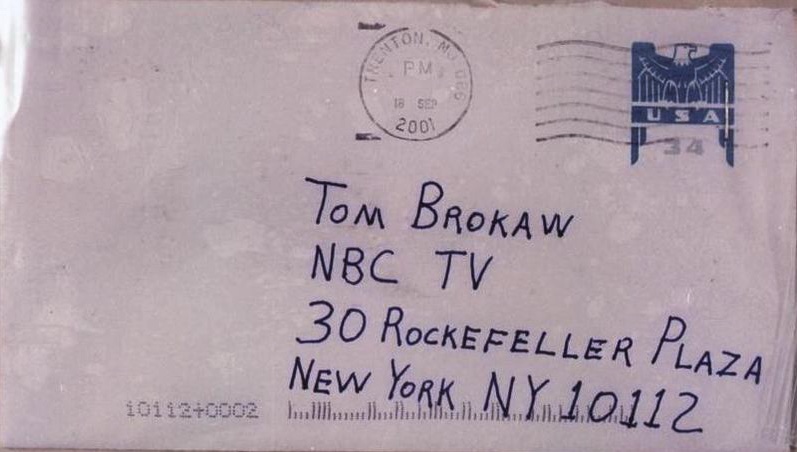 TRENTON, NJ 086
PM
18 SEP
2001
USA
34
TOM BROKAW
NBC TV
30 ROCKEFELLER PLAZA
NEW YORK NY 10112
10112+0002